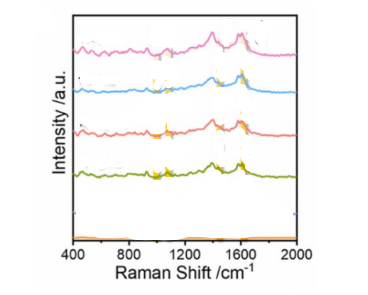 Intensity /a.u.
400 800 1200 1600 2000
Raman Shift /cm⁻¹